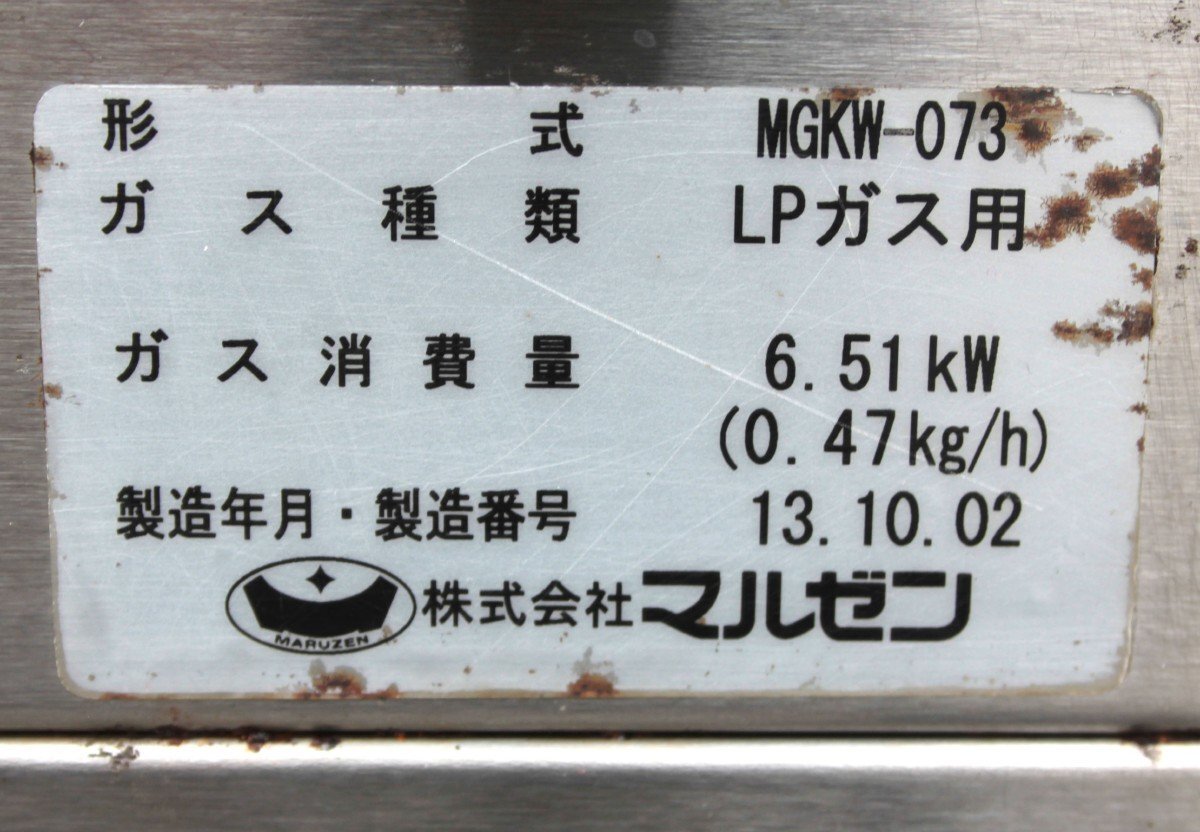 形式 MGKW-073
ガス種類 LPガス用
ガス消費量 6.51kW
(0.47kg/h)
製造年月・製造番号 13.10.02
MARUZEN 株式会社マルゼン